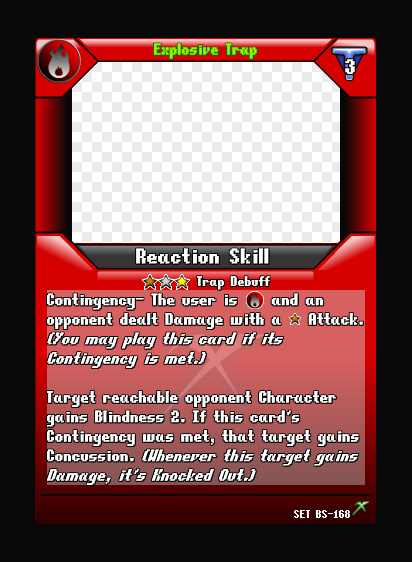 Explosive Trap
3
Reaction Skill
Trap Debuff
Contingency- The user is and an
opponent dealt Damage with a Attack.
(You may play this card if its
Contingency is met.)
Target reachable opponent Character
gains Blindness 2. If this card's
Contingency was met, that target gains
Concussion. (Whenever this target gains
Damage, it's Knocked Out.)
SET BS-168